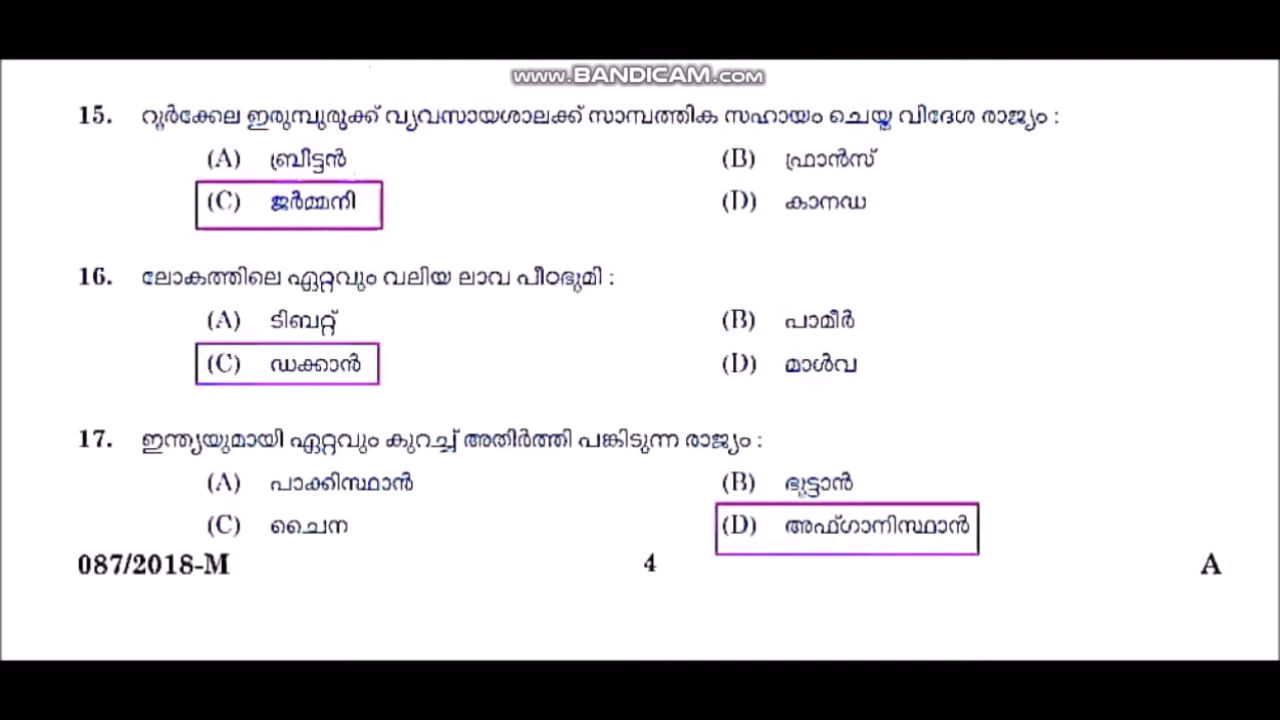 www.BANDICAM.com
15. റൂർക്കേല ഇരുമ്പുരുക്ക് വ്യവസായശാലക്ക് സാമ്പത്തിക സഹായം ചെയ്ത വിദേശ രാജ്യം :
(A) ബ്രിട്ടൻ (B) ഫ്രാൻസ്
(C) ജർമ്മനി (D) കാനഡ
16. ലോകത്തിലെ ഏറ്റവും വലിയ ലാവ പീഠഭൂമി :
(A) ടിബറ്റ് (B) പാമീർ
(C) ഡക്കാൻ (D) മാൾവ
17. ഇന്ത്യയുമായി ഏറ്റവും കുറച്ച് അതിർത്തി പങ്കിടുന്ന രാജ്യം :
(A) പാക്കിസ്ഥാൻ (B) ഭൂട്ടാൻ
(C) ചൈന (D) അഫ്ഗാനിസ്ഥാൻ
087/2018-M 4 A